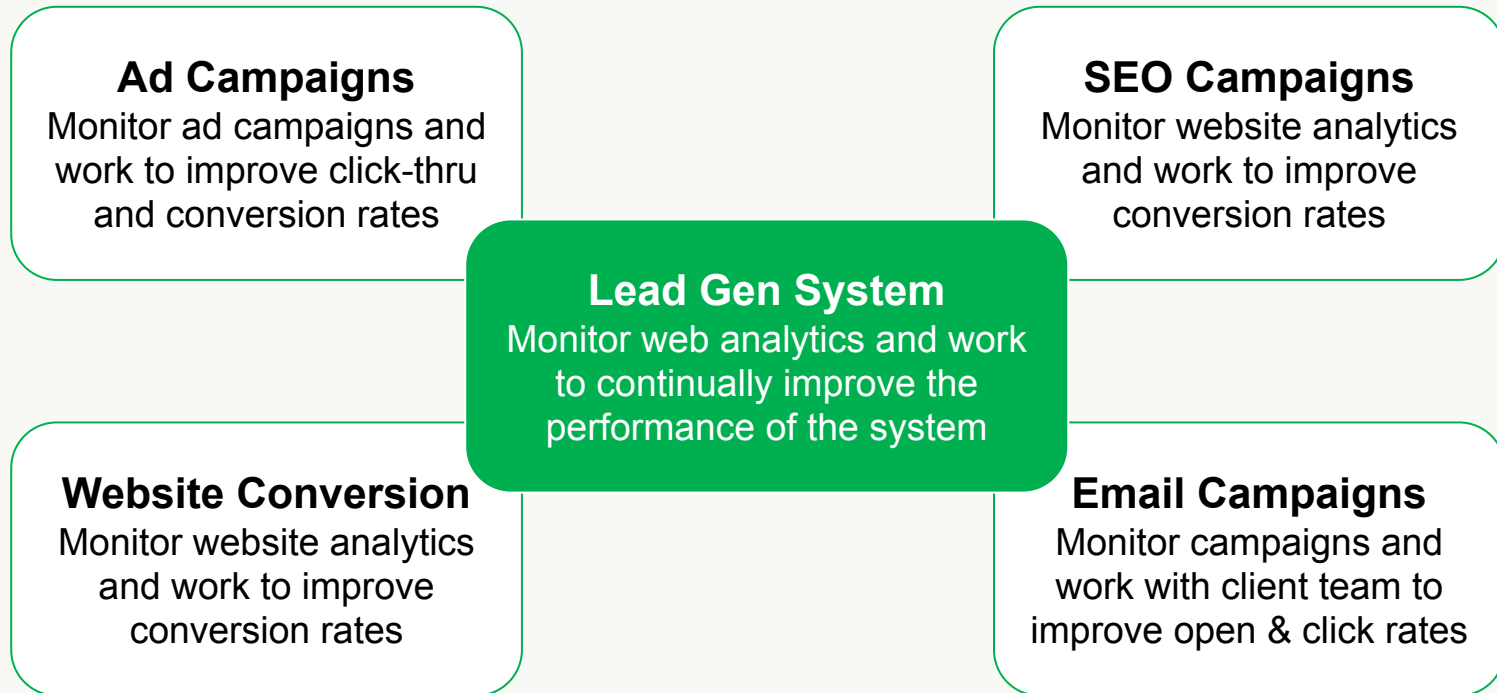 Ad Campaigns
Monitor ad campaigns and
work to improve click-thru
and conversion rates
SEO Campaigns
Monitor website analytics
and work to improve
conversion rates
Lead Gen System
Monitor web analytics and work
to continually improve the
performance of the system
Website Conversion
Monitor website analytics
and work to improve
conversion rates
Email Campaigns
Monitor campaigns and
work with client team to
improve open & click rates